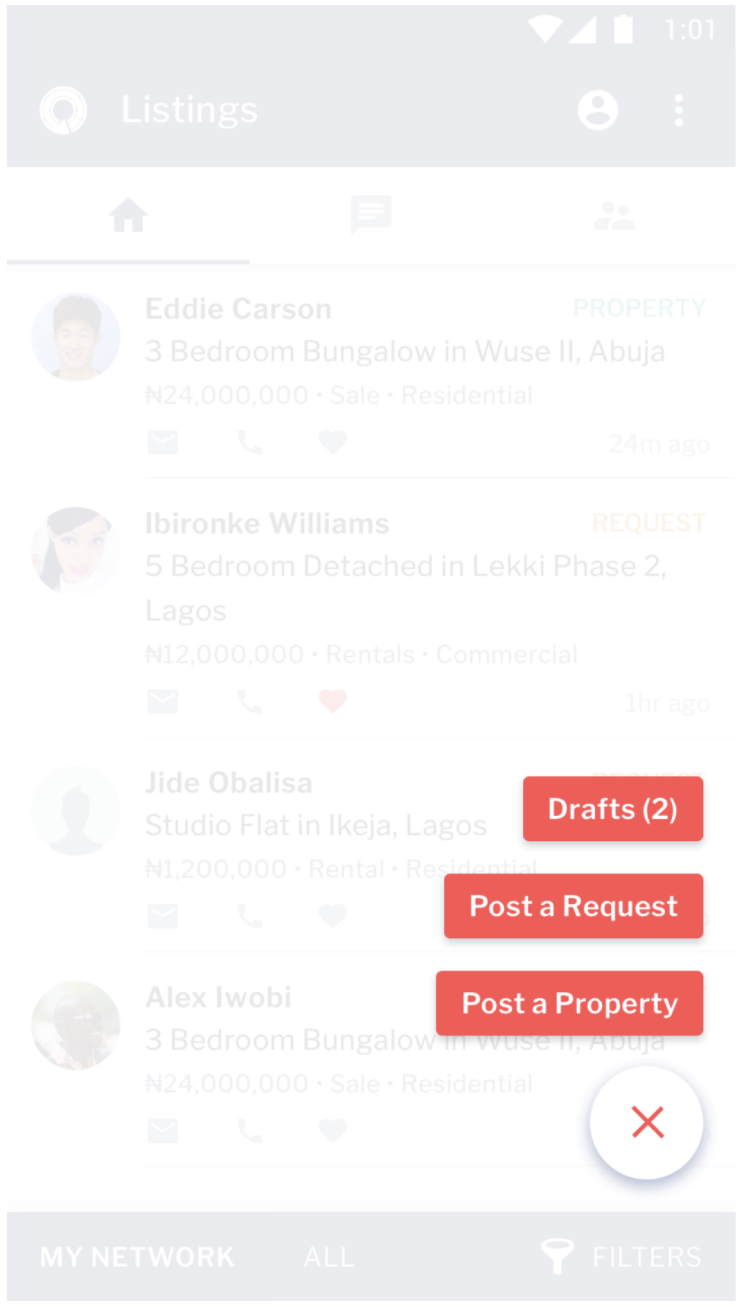 1:01
Listings
Eddie Carson PROPERTY
3 Bedroom Bungalow in Wuse II, Abuja
₦24,000,000 • Sale • Residential
24m ago
Ibironke Williams REQUEST
5 Bedroom Detached in Lekki Phase 2,
Lagos
₦12,000,000 • Rentals • Commercial
1hr ago
Jide Obalisa
Studio Flat in Ikeja, Lagos
Drafts (2)
₦1,200,000 • Rental • Residential
Post a Request
Alex Iwobi
Post a Property
3 Bedroom Bungalow in Wuse II, Abuja
₦24,000,000 • Sale • Residential
MY NETWORK ALL FILTERS